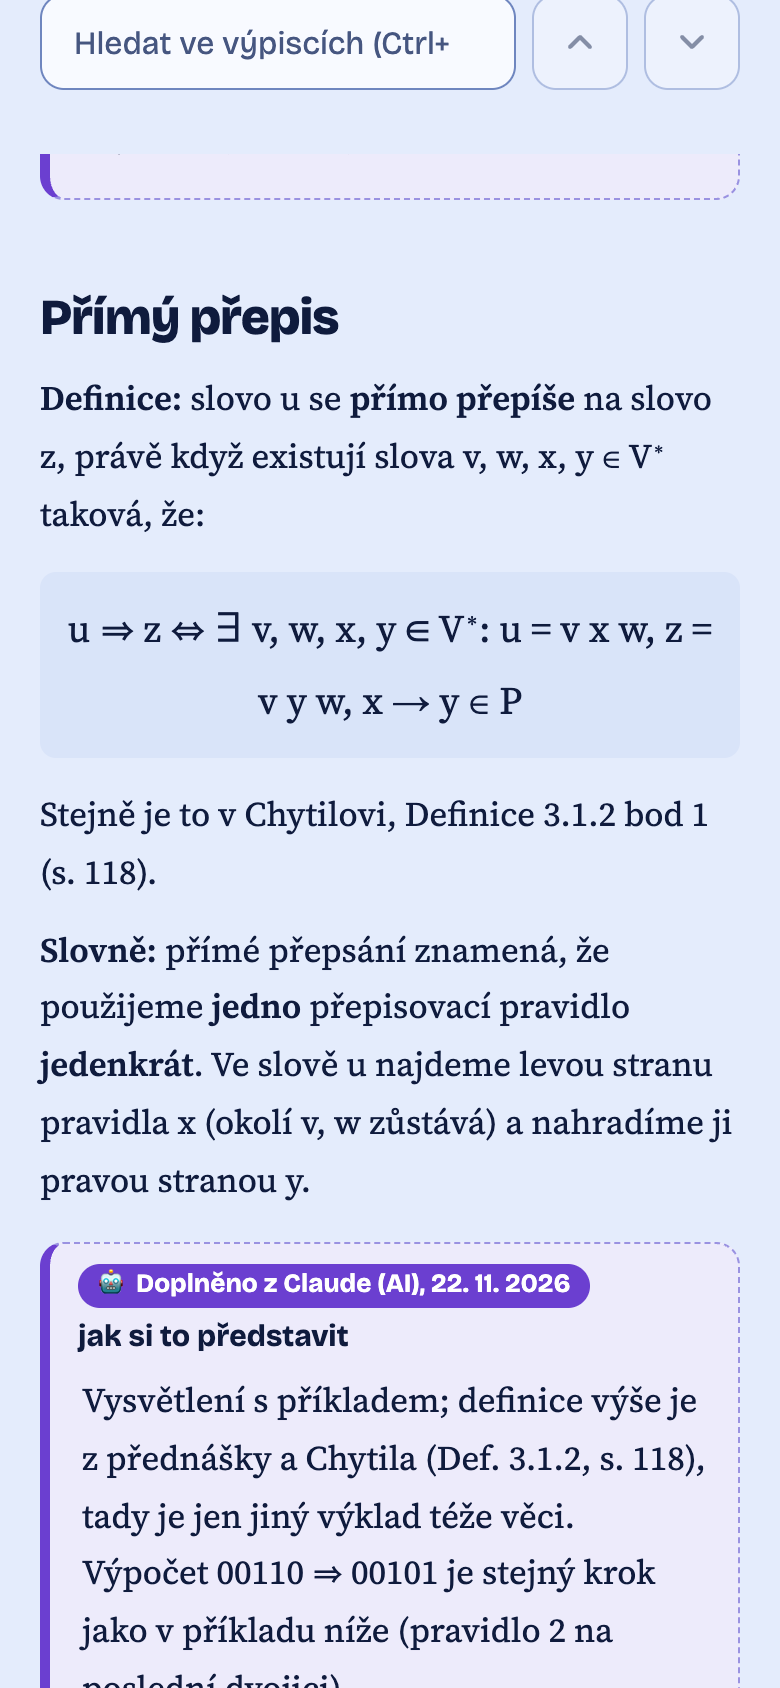 Hledat ve výpiscích (Ctrl+
Přímý přepis
Definice: slovo u se přímo přepíše na slovo
z, právě když existují slova v, w, x, y ∈ V*
taková, že:
u ⇒ z ⇔ ∃ v, w, x, y ∈ V*: u = v x w, z =
v y w, x → y ∈ P
Stejně je to v Chytilovi, Definice 3.1.2 bod 1
(s. 118).
Slovně: přímé přepsání znamená, že
použijeme jedno přepisovací pravidlo
jedenkrát. Ve slově u najdeme levou stranu
pravidla x (okolí v, w zůstává) a nahradíme ji
pravou stranou y.
🤖 Doplněno z Claude (AI), 22. 11. 2026
jak si to představit
Vysvětlení s příkladem; definice výše je
z přednášky a Chytila (Def. 3.1.2, s. 118),
tady je jen jiný výklad téže věci.
Výpočet 00110 ⇒ 00101 je stejný krok
jako v příkladu níže (pravidlo 2 na
poslední dvojici)